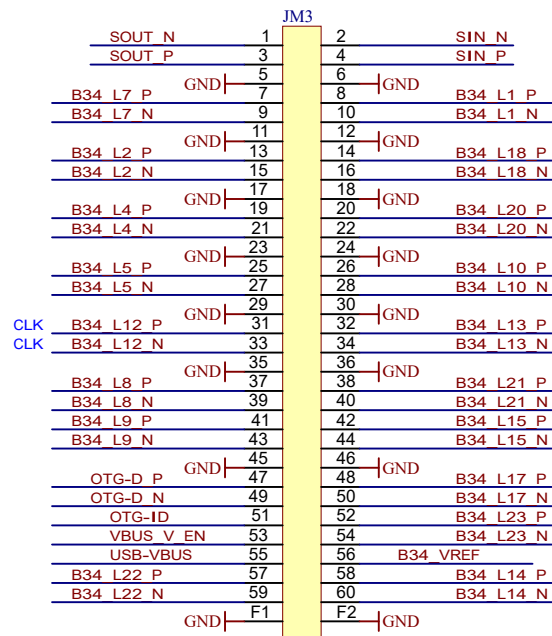 JM3
SOUT_N 1 2 SIN_N
SOUT_P 3 4 SIN_P
GND 5 6 GND
B34_L7_P 7 8 B34_L1_P
B34_L7_N 9 10 B34_L1_N
GND 11 12 GND
B34_L2_P 13 14 B34_L18_P
B34_L2_N 15 16 B34_L18_N
GND 17 18 GND
B34_L4_P 19 20 B34_L20_P
B34_L4_N 21 22 B34_L20_N
GND 23 24 GND
B34_L5_P 25 26 B34_L10_P
B34_L5_N 27 28 B34_L10_N
GND 29 30 GND
CLK B34_L12_P 31 32 B34_L13_P
CLK B34_L12_N 33 34 B34_L13_N
GND 35 36 GND
B34_L8_P 37 38 B34_L21_P
B34_L8_N 39 40 B34_L21_N
B34_L9_P 41 42 B34_L15_P
B34_L9_N 43 44 B34_L15_N
GND 45 46 GND
OTG-D_P 47 48 B34_L17_P
OTG-D_N 49 50 B34_L17_N
OTG-ID 51 52 B34_L23_P
VBUS_V_EN 53 54 B34_L23_N
USB-VBUS 55 56 B34_VREF
B34_L22_P 57 58 B34_L14_P
B34_L22_N 59 60 B34_L14_N
GND F1 F2 GND